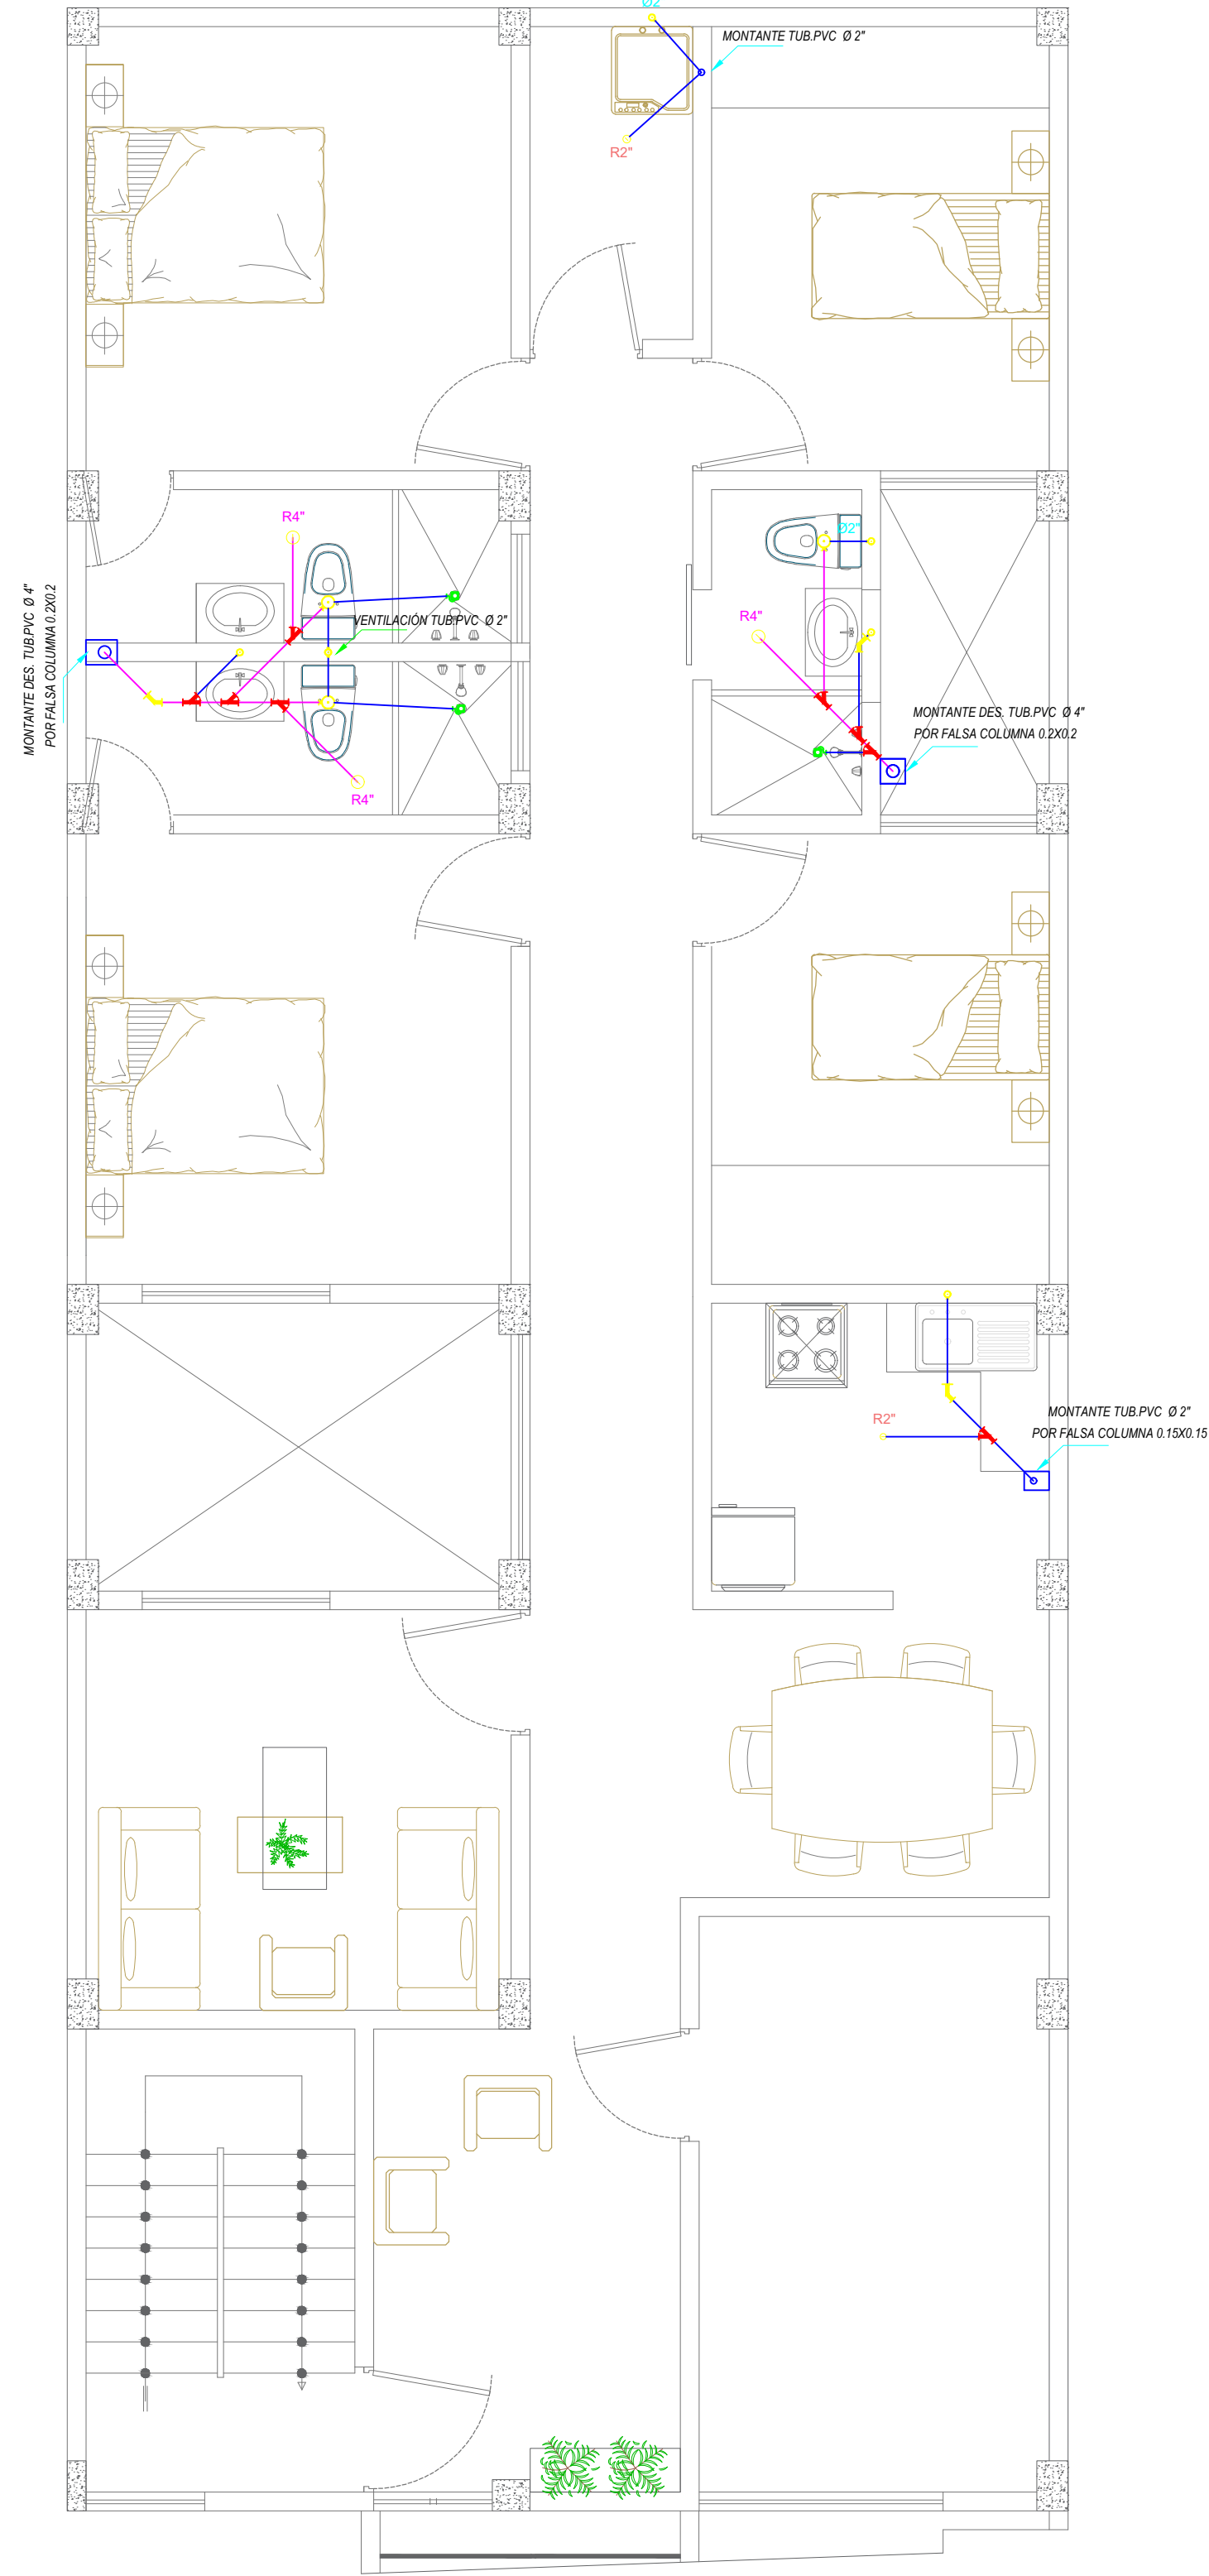 Ø2"
MONTANTE TUB.PVC Ø 2"
R2"
R4"
Ø2"
MONTANTE DES. TUB.PVC Ø 4"
POR FALSA COLUMNA 0.2X0.2
VENTILACIÓN TUB.PVC Ø 2"
R4"
MONTANTE DES. TUB.PVC Ø 4"
POR FALSA COLUMNA 0.2X0.2
R4"
MONTANTE TUB.PVC Ø 2"
POR FALSA COLUMNA 0.15X0.15
R2"